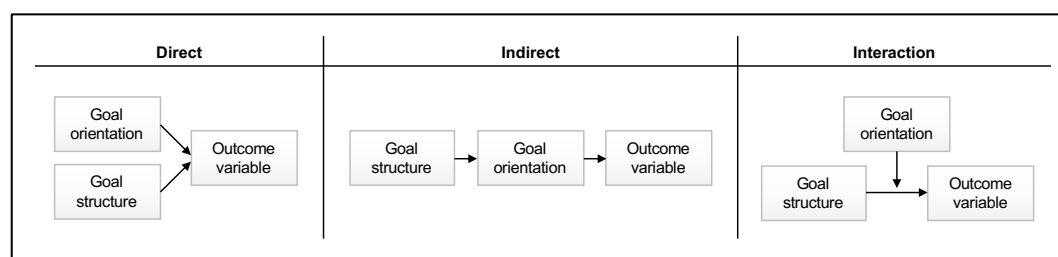 Direct
Indirect
Interaction
Goal
orientation
Goal
structure
Outcome
variable
Goal
structure
Goal
orientation
Outcome
variable
Goal
orientation
Goal
structure
Outcome
variable